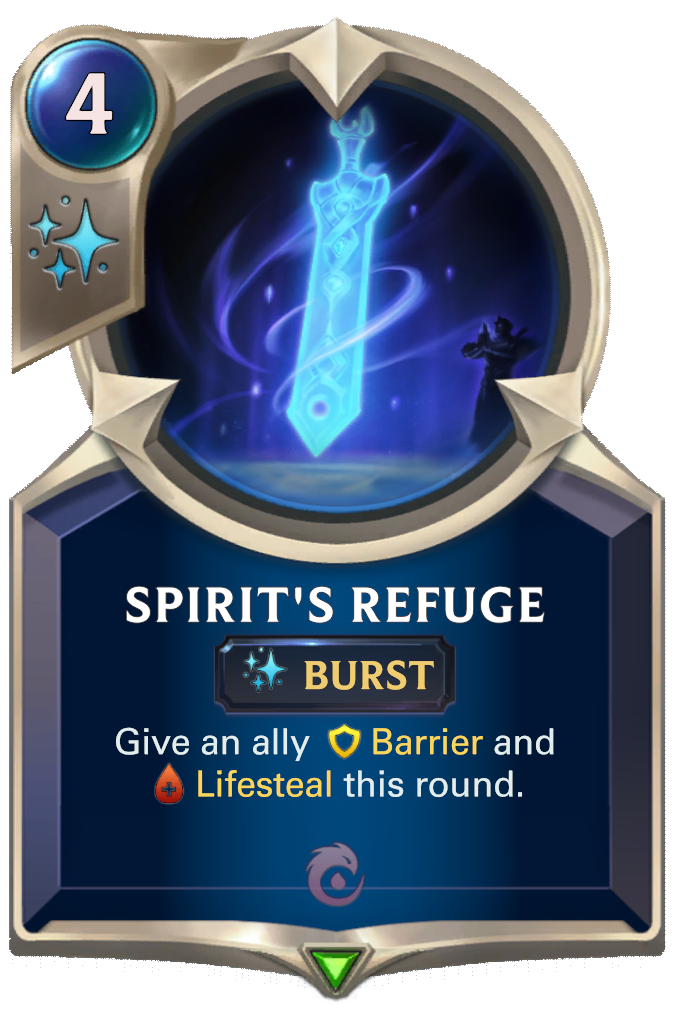 4
SPIRIT'S REFUGE
BURST
Give an ally Barrier and
Lifesteal this round.